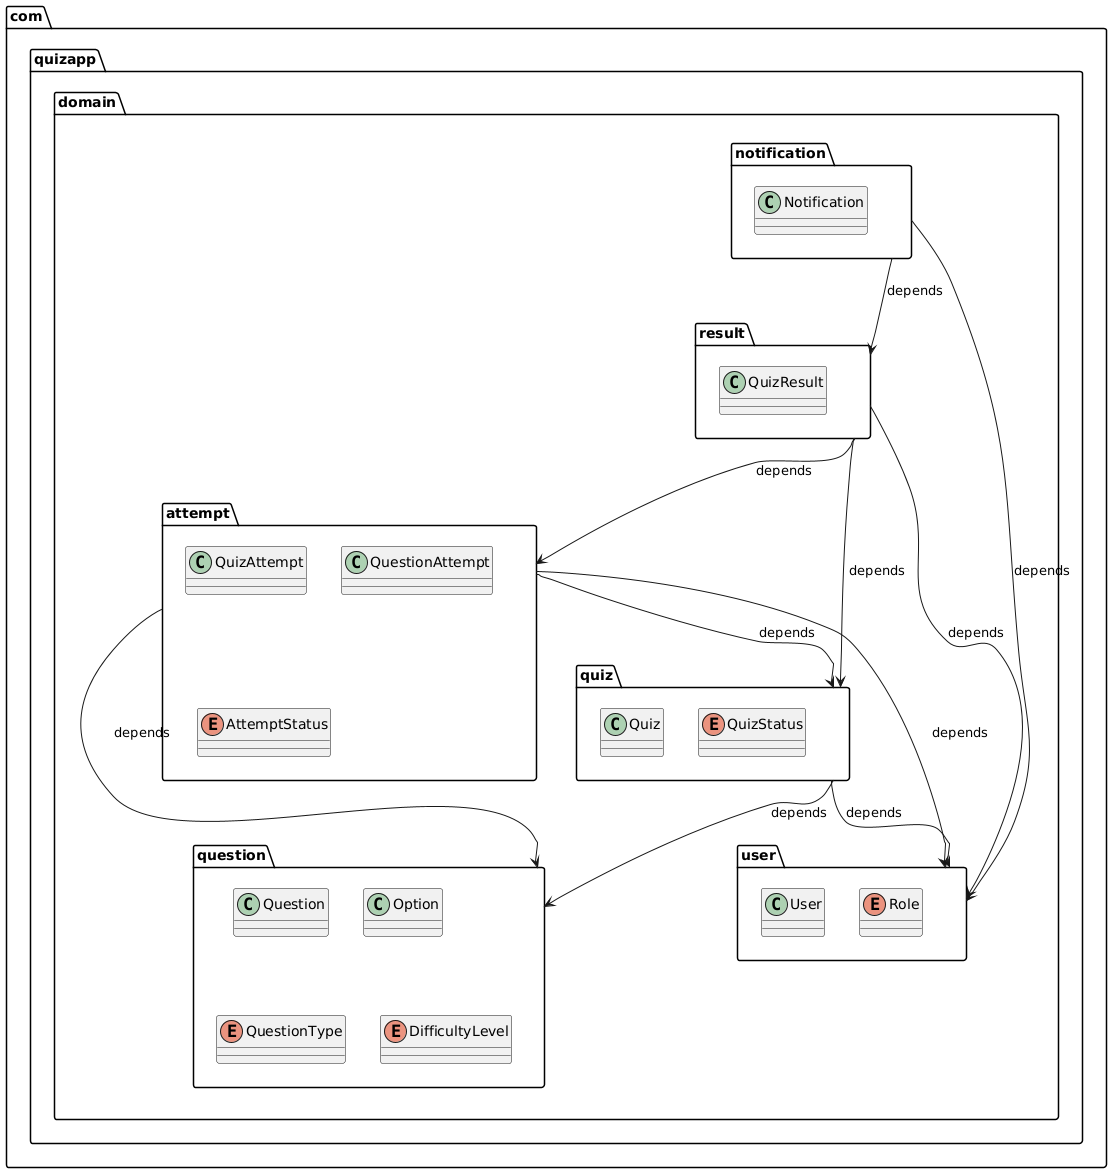 com
quizapp
domain
notification
C Notification
depends
result
C QuizResult
depends
attempt
C QuizAttempt
C QuestionAttempt
depends
depends
depends
depends
quiz
E AttemptStatus
C Quiz
E QuizStatus
depends
depends
depends
depends
question
user
C Question
C Option
C User
E Role
E QuestionType
E DifficultyLevel